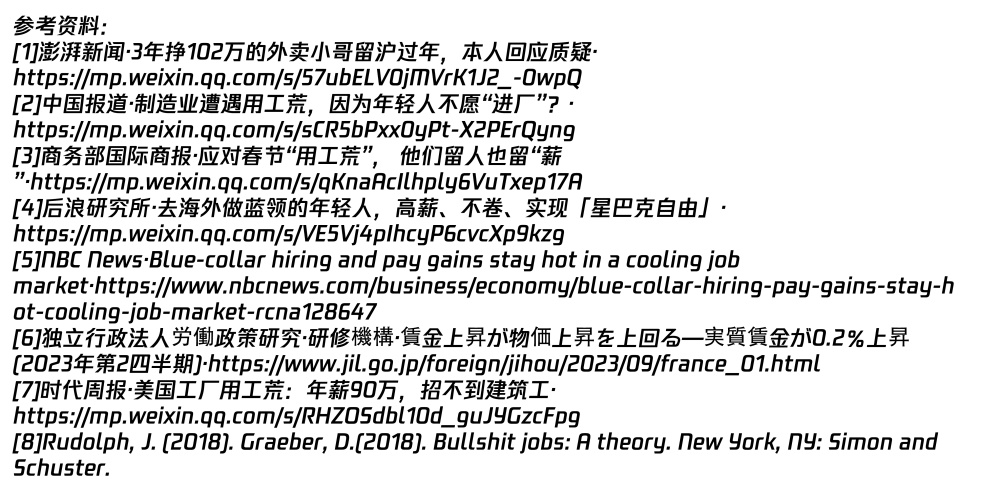 参考资料:
[1]澎湃新闻·3年挣102万的外卖小哥留沪过年，本人回应质疑·
https://mp.weixin.qq.com/s/57ubELV0jMVrK1J2_-0wpQ
[2]中国报道·制造业遭遇用工荒，因为年轻人不愿“进厂”？·
https://mp.weixin.qq.com/s/sCR5bPxx0yPt-X2PErQyng
[3]商务部国际商报·应对春节“用工荒”， 他们留人也留“薪
”·https://mp.weixin.qq.com/s/qKnaAcIlhply6VuTxep17A
[4]后浪研究所·去海外做蓝领的年轻人，高薪、不卷、实现「星巴克自由」·
https://mp.weixin.qq.com/s/VE5Vj4pIhcyP6cvcXp9kzg
[5]NBC News·Blue-collar hiring and pay gains stay hot in a cooling job
market·https://www.nbcnews.com/business/economy/blue-collar-hiring-pay-gains-stay-h
ot-cooling-job-market-rcna128647
[6]独立行政法人労働政策研究·研修機構·賃金上昇が物価上昇を上回る—実質賃金が0.2%上昇
(2023年第2四半期)·https://www.jil.go.jp/foreign/jihou/2023/09/france_01.html
[7]时代周报·美国工厂用工荒：年薪90万，招不到建筑工·
https://mp.weixin.qq.com/s/RHZO5dbl10d_guJYGzcFpg
[8]Rudolph, J. (2018). Graeber, D.(2018). Bullshit jobs: A theory. New York, NY: Simon and
Schuster.